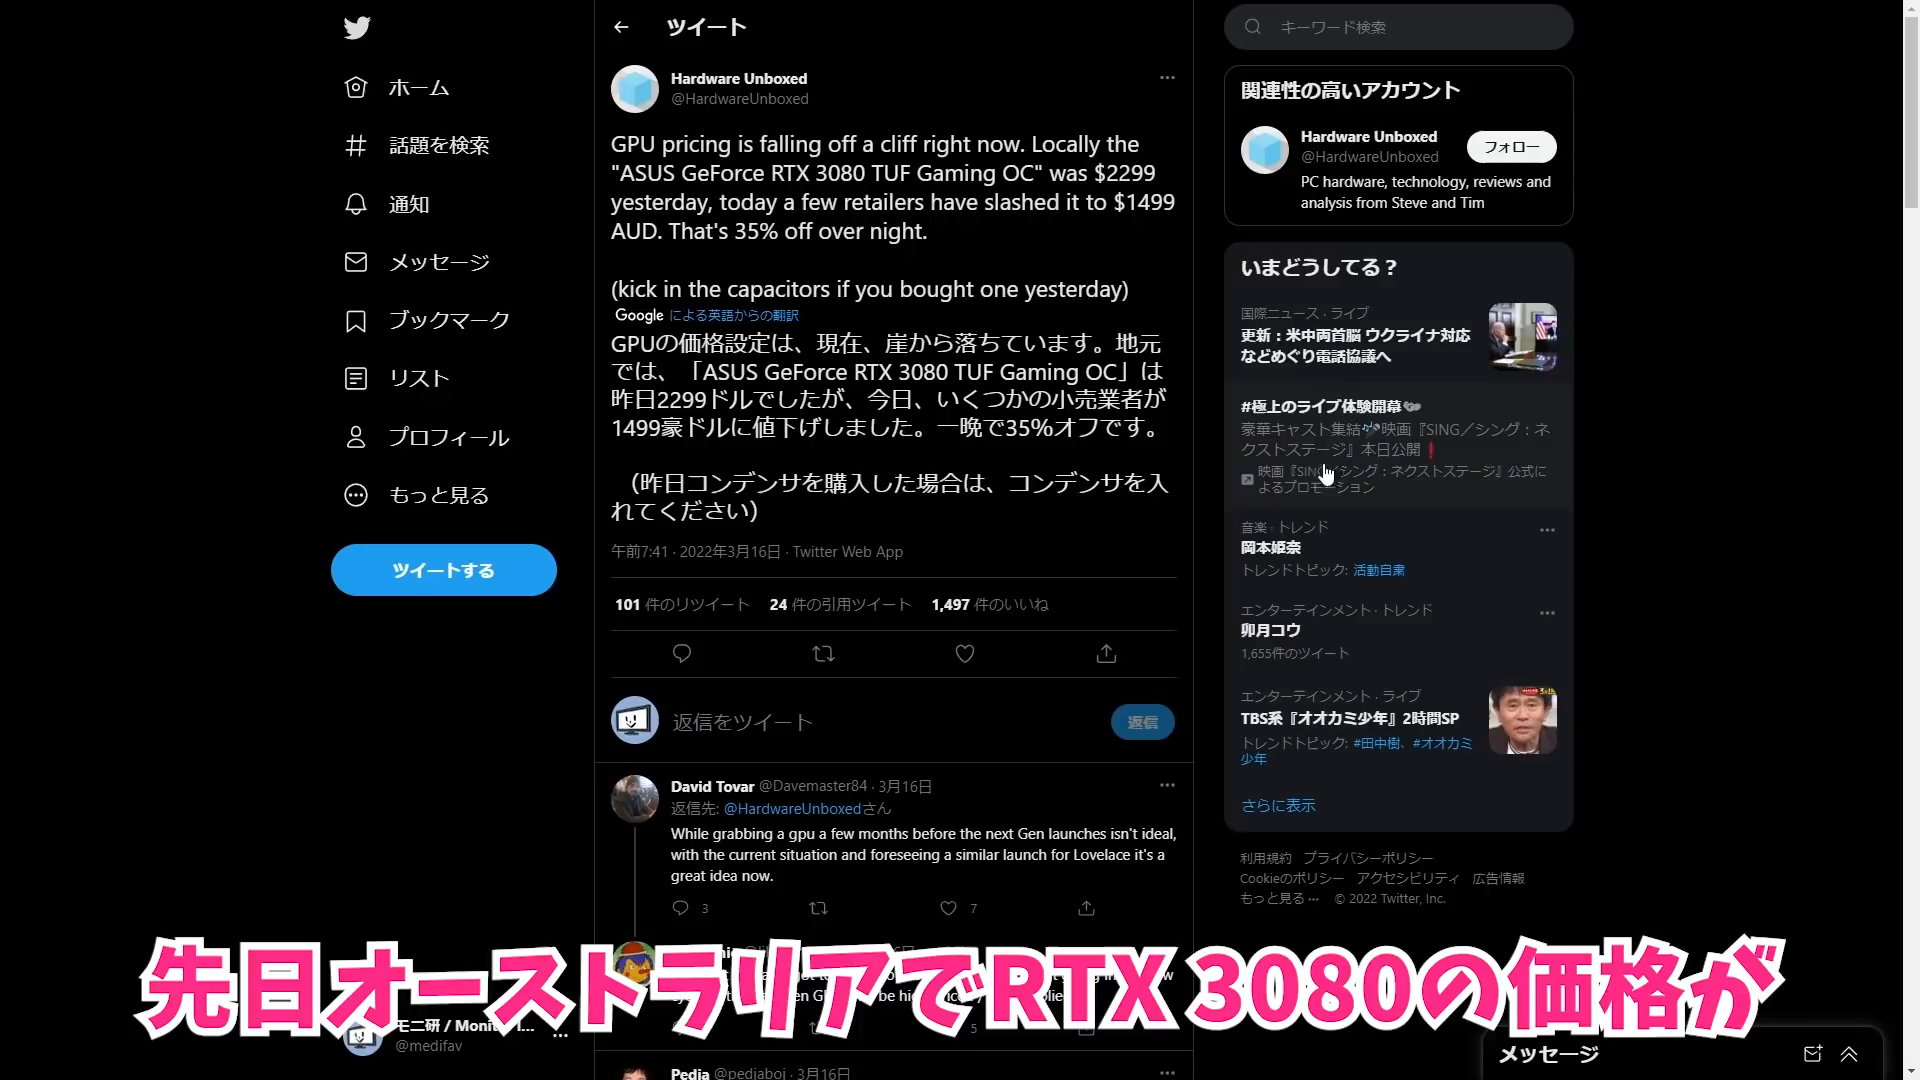 ホーム
話題を検索
通知
メッセージ
ブックマーク
リスト
プロフィール
もっと見る
ツイートする
モニ研 / Monit
@medifav
ツイート
Hardware Unboxed
@HardwareUnboxed
GPU pricing is falling off a cliff right now. Locally the
"ASUS GeForce RTX 3080 TUF Gaming OC" was $2299
yesterday, today a few retailers have slashed it to $1499
AUD. That's 35% off over night.
(kick in the capacitors if you bought one yesterday)
Google による英語からの翻訳
GPUの価格設定は、現在、崖から落ちています。地元
では、「ASUS GeForce RTX 3080 TUF Gaming OC」は
昨日2299ドルでしたが、今日、いくつかの小売業者が
1499豪ドルに値下げしました。一晩で35％オフです。
（昨日コンデンサを購入した場合は、コンデンサを入
れてください）
午前7:41 · 2022年3月16日 · Twitter Web App
101 件のリツイート 24 件の引用ツイート 1,497 件のいいね
返信をツイート
返信
David Tovar @Davemaster84 · 3月16日
返信先: @HardwareUnboxedさん
While grabbing a gpu a few months before the next Gen launches isn't ideal,
with the current situation and foreseeing a similar launch for Lovelace it's a
great idea now.
3 7
5
Pedja @pedjaboj · 3月16日
キーワード検索
関連性の高いアカウント
Hardware Unboxed
@HardwareUnboxed
フォロー
PC hardware, technology, reviews and
analysis from Steve and Tim
いまどうしてる？
国際ニュース · ライブ
更新：米中両首脳 ウクライナ対応
などめぐり電話協議へ
#極上のライブ体験開幕
豪華キャスト集結🎤映画『SING／シング：ネ
クストステージ』本日公開❗
映画『SING／シング：ネクストステージ』公式に
よるプロモーション
音楽 · トレンド
岡本姫奈
トレンドトピック: 活動自粛
エンターテインメント · トレンド
卯月コウ
1,655件のツイート
エンターテインメント · ライブ
TBS系『オオカミ少年』2時間SP
トレンドトピック: #田中樹、#オオカミ
少年
さらに表示
利用規約 プライバシーポリシー
Cookieのポリシー アクセシビリティ 広告情報
もっと見る ··· © 2022 Twitter, Inc.
メッセージ
先日オーストラリアでRTX 3080の価格が